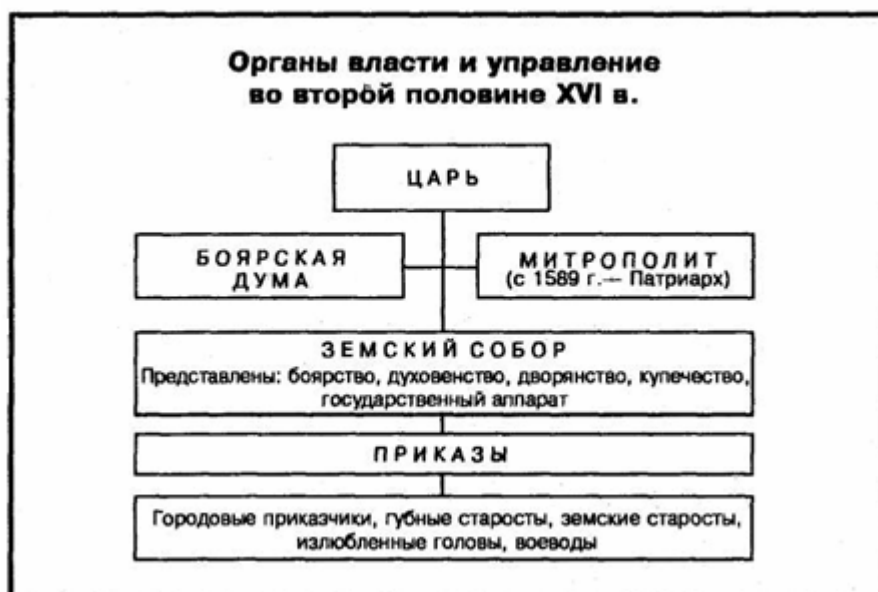 Органы власти и управление
во второй половине XVI в.
ЦАРЬ
БОЯРСКАЯ
ДУМА
МИТРОПОЛИТ
(с 1589 г.— Патриарх)
ЗЕМСКИЙ СОБОР
Представлены: боярство, духовенство, дворянство, купечество,
государственный аппарат
ПРИКАЗЫ
Городовые приказчики, губные старосты, земские старосты,
излюбленные головы, воеводы